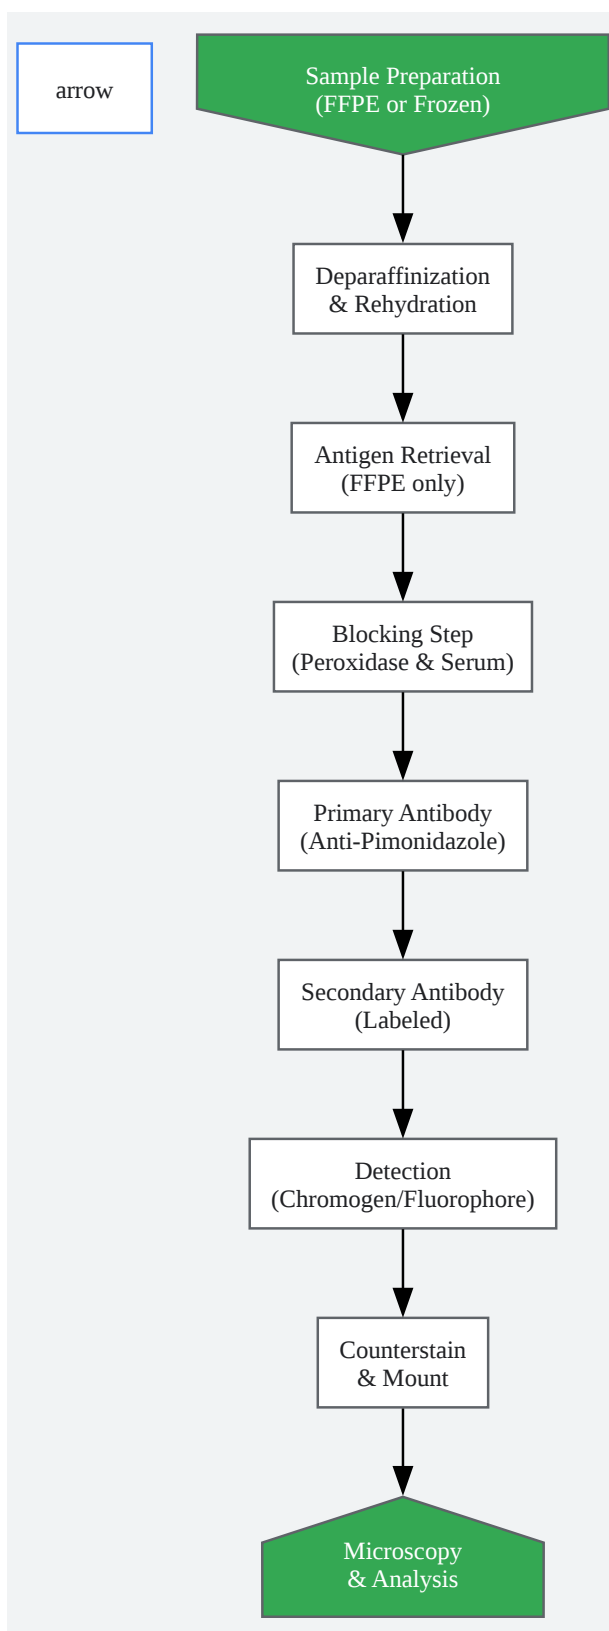 arrow
Sample Preparation
(FFPE or Frozen)
Deparaffinization
& Rehydration
Antigen Retrieval
(FFPE only)
Blocking Step
(Peroxidase & Serum)
Primary Antibody
(Anti-Pimonidazole)
Secondary Antibody
(Labeled)
Detection
(Chromogen/Fluorophore)
Counterstain
& Mount
Microscopy
& Analysis